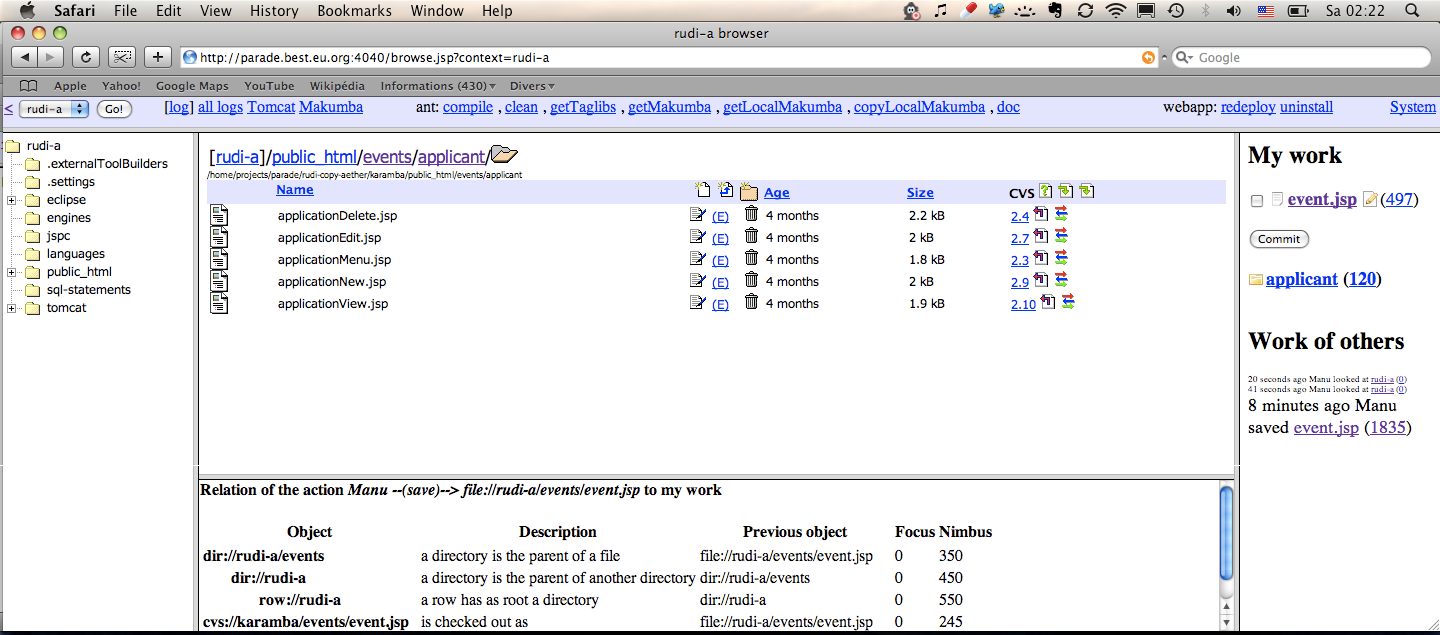 Safari File Edit View History Bookmarks Window Help Sa 02:22
rudi-a browser
http://parade.best.eu.org:4040/browse.jsp?context=rudi-a Google
Apple Yahoo! Google Maps YouTube Wikipédia Informations (430) Divers
< rudi-a Go! [log] all logs Tomcat Makumba ant: compile , clean , getTaglibs , getMakumba , getLocalMakumba , copyLocalMakumba , doc webapp: redeploy uninstall System
rudi-a
.externalToolBuilders
.settings
eclipse
engines
jspc
languages
public_html
sql-statements
tomcat
[rudi-a]/public_html/events/applicant/
/home/projects/parade/rudi-copy-aether/karamba/public_html/events/applicant
Name Age Size CVS
applicationDelete.jsp (E) 4 months 2.2 kB 2.4
applicationEdit.jsp (E) 4 months 2 kB 2.7
applicationMenu.jsp (E) 4 months 1.8 kB 2.3
applicationNew.jsp (E) 4 months 2 kB 2.9
applicationView.jsp (E) 4 months 1.9 kB 2.10
Relation of the action Manu --(save)--> file://rudi-a/events/event.jsp to my work
Object Description Previous object Focus Nimbus
dir://rudi-a/events a directory is the parent of a file file://rudi-a/events/event.jsp 0 350
dir://rudi-a a directory is the parent of another directory dir://rudi-a/events 0 450
row://rudi-a a row has as root a directory dir://rudi-a 0 550
cvs://karamba/events/event.jsp is checked out as file://rudi-a/events/event.jsp 0 245
My work
event.jsp (497)
Commit
applicant (120)
Work of others
20 seconds ago Manu looked at rudi-a (0)
41 seconds ago Manu looked at rudi-a (0)
8 minutes ago Manu
saved event.jsp (1835)